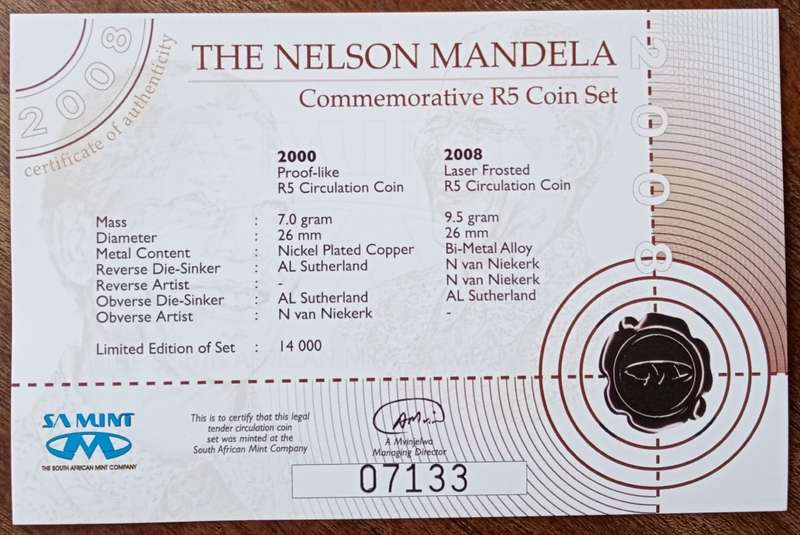 2008
certificate of authenticity
THE NELSON MANDELA
Commemorative R5 Coin Set
2008
2000 2008
Proof-like Laser Frosted
R5 Circulation Coin R5 Circulation Coin
Mass : 7.0 gram 9.5 gram
Diameter : 26 mm 26 mm
Metal Content : Nickel Plated Copper Bi-Metal Alloy
Reverse Die-Sinker : AL Sutherland N van Niekerk
Reverse Artist : - N van Niekerk
Obverse Die-Sinker : AL Sutherland AL Sutherland
Obverse Artist : N van Niekerk -
Limited Edition of Set : 14 000
SA MINT
THE SOUTH AFRICAN MINT COMPANY
This is to certify that this legal
tender circulation coin
set was minted at the
South African Mint Company
A Mvinjelwa
Managing Director
07133